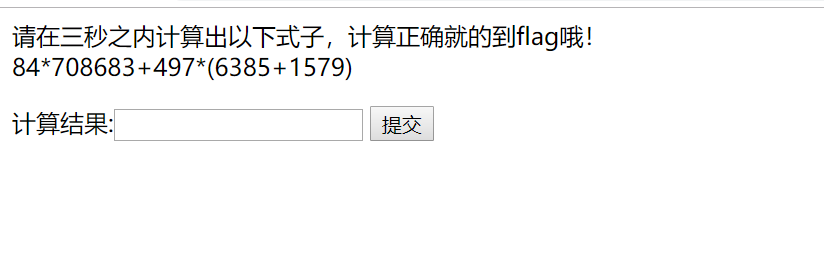 请在三秒之内计算出以下式子，计算正确就的到flag哦！
84*708683+497*(6385+1579)
计算结果: 提交